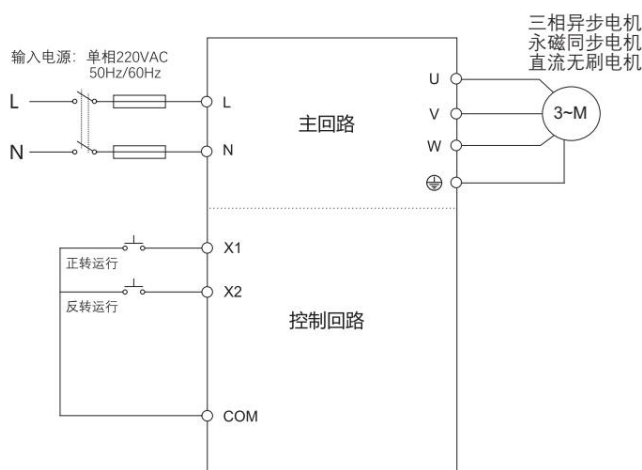 三相异步电机
永磁同步电机
直流无刷电机
输入电源：单相220VAC
50Hz/60Hz
L
L
U
主回路
V
3~M
N
N
W
X1
正转运行
X2
反转运行
控制回路
COM